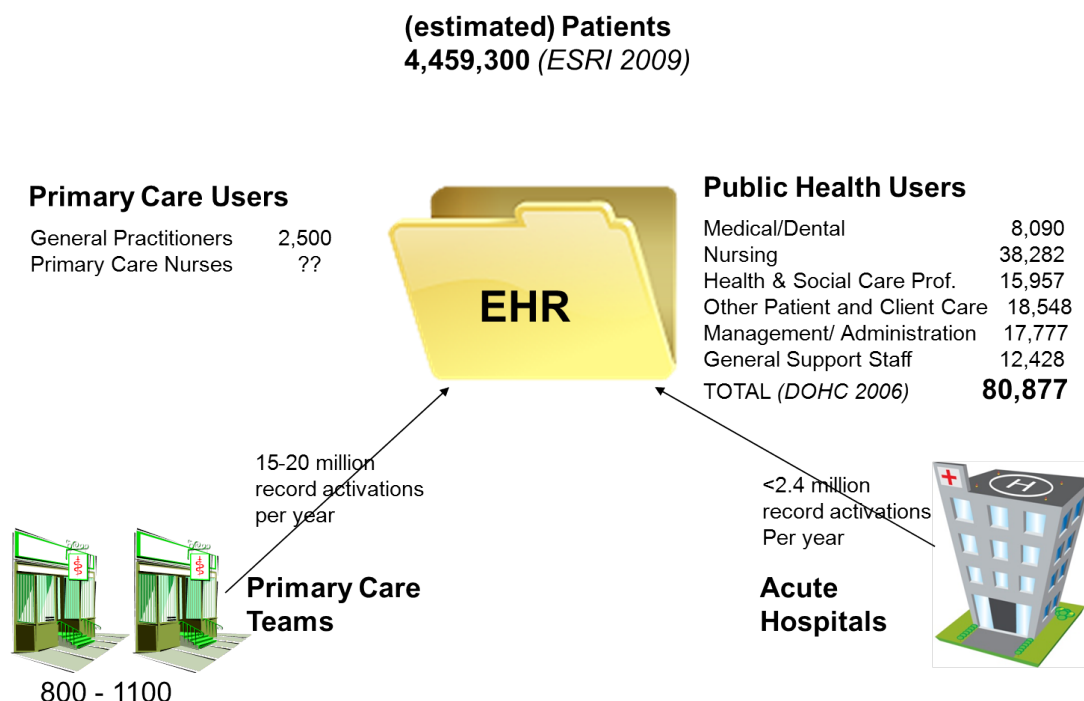 (estimated) Patients
4,459,300 (ESRI 2009)
Primary Care Users
General Practitioners 2,500
Primary Care Nurses ??
EHR
Public Health Users
Medical/Dental 8,090
Nursing 38,282
Health & Social Care Prof. 15,957
Other Patient and Client Care 18,548
Management/ Administration 17,777
General Support Staff 12,428
TOTAL (DOHC 2006) 80,877
15-20 million
record activations
per year
<2.4 million
record activations
Per year
H
Primary Care
Teams
Acute
Hospitals
800 - 1100